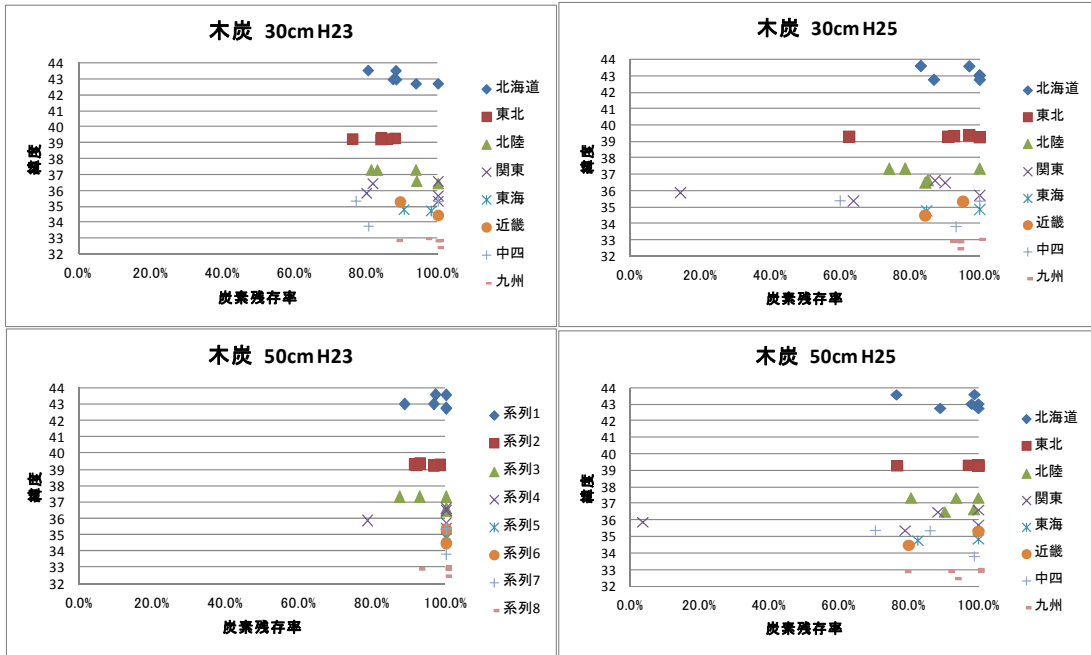 木炭 30cm H23
44
43
42
41
40
39
38
37
36
35
34
33
32
緯度
0.0% 20.0% 40.0% 60.0% 80.0% 100.0%
炭素残存率
北海道
東北
北陸
関東
東海
近畿
中四
九州
木炭 30cm H25
44
43
42
41
40
39
38
37
36
35
34
33
32
緯度
0.0% 20.0% 40.0% 60.0% 80.0% 100.0%
炭素残存率
北海道
東北
北陸
関東
東海
近畿
中四
九州
木炭 50cm H23
44
43
42
41
40
39
38
37
36
35
34
33
32
緯度
0.0% 20.0% 40.0% 60.0% 80.0% 100.0%
炭素残存率
系列1
系列2
系列3
系列4
系列5
系列6
系列7
系列8
木炭 50cm H25
44
43
42
41
40
39
38
37
36
35
34
33
32
緯度
0.0% 20.0% 40.0% 60.0% 80.0% 100.0%
炭素残存率
北海道
東北
北陸
関東
東海
近畿
中四
九州